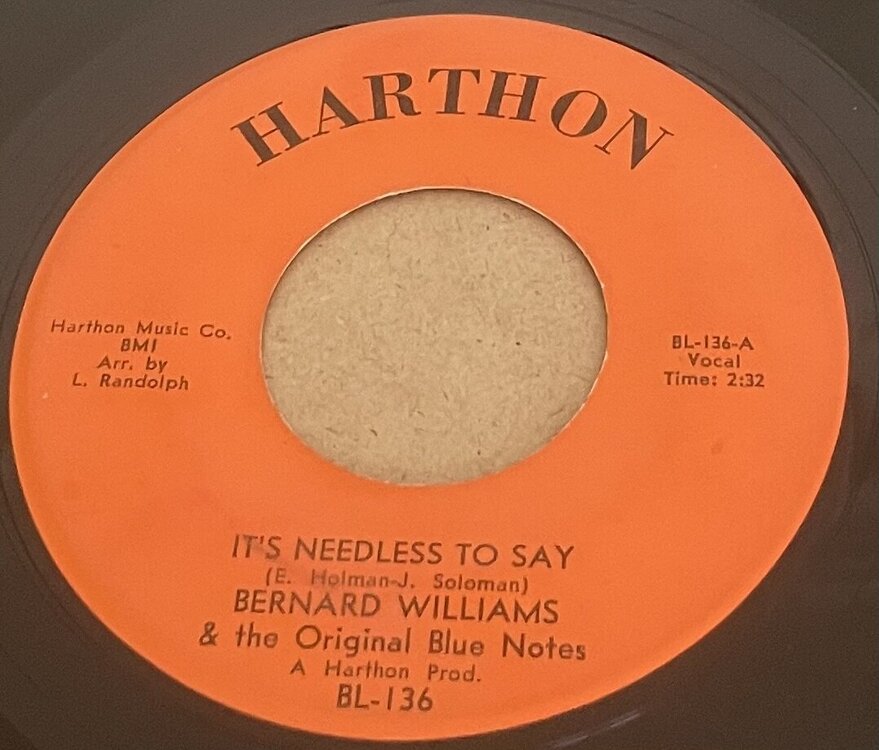 HARTHON
Harthon Music Co.
BMI
Arr. by
L. Randolph
BL-136-A
Vocal
Time: 2:32
IT'S NEEDLESS TO SAY
(E. Holman-J. Soloman)
BERNARD WILLIAMS
& the Original Blue Notes
A Harthon Prod.
BL-136